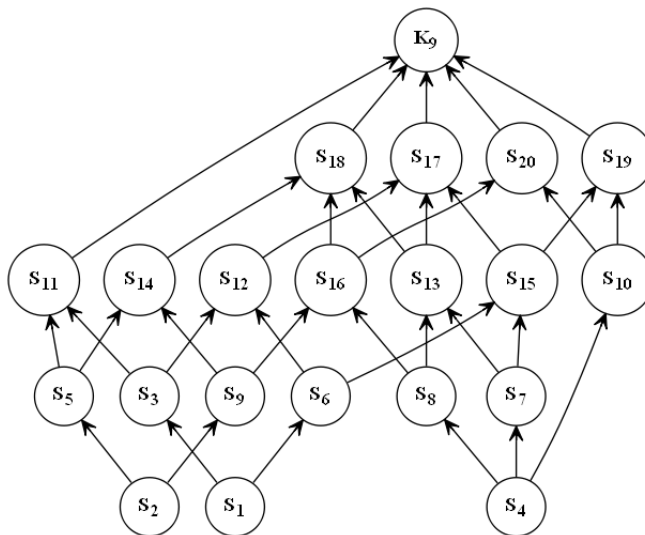 K₉
S₁₈ S₁₇ S₂₀ S₁₉
S₁₁ S₁₄ S₁₂ S₁₆ S₁₃ S₁₅ S₁₀
S₅ S₃ S₉ S₆ S₈ S₇
S₂ S₁ S₄